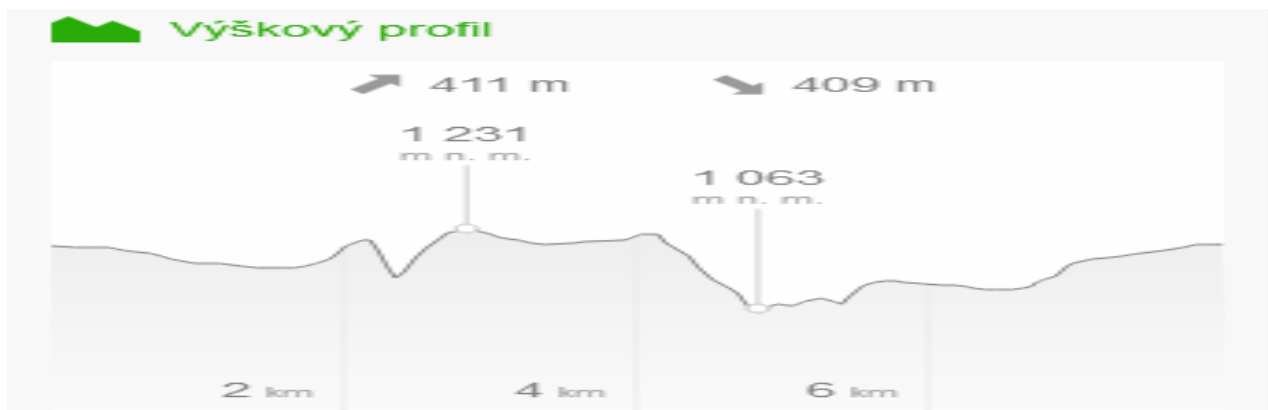 Výškový profil
411 m 409 m
1 231
m n. m.
1 063
m n. m.
2 km 4 km 6 km